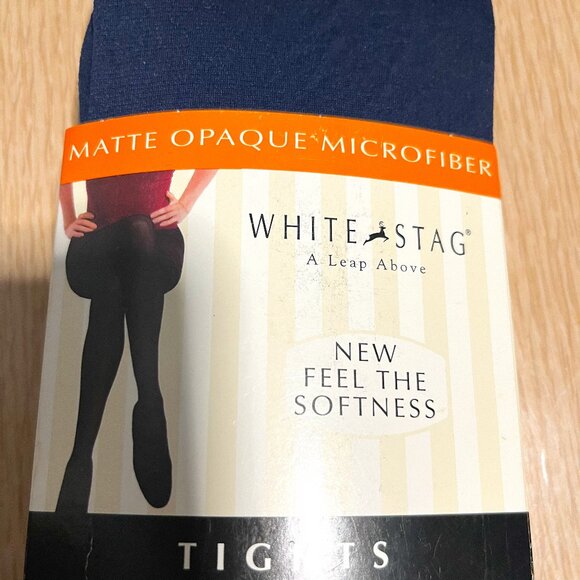 MATTE OPAQUE MICROFIBER
WHITE STAG®
A Leap Above
NEW
FEEL THE
SOFTNESS
TIGHTS